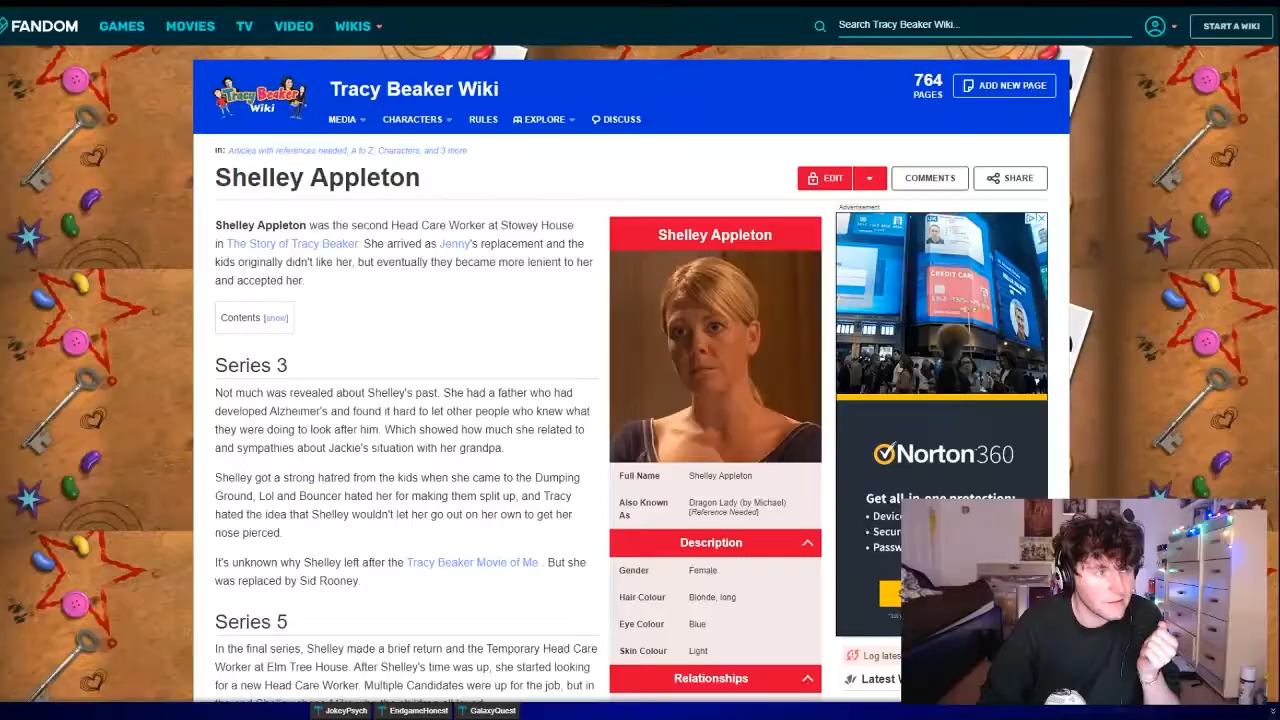 FANDOM
GAMES
MOVIES
TV
VIDEO
WIKIS
Search Tracy Beaker Wiki...
START A WIKI
Tracy Beaker
Wiki
Tracy Beaker Wiki
764
PAGES
ADD NEW PAGE
MEDIA
CHARACTERS
RULES
EXPLORE
DISCUSS
in: Articles with references needed, A to Z, Characters, and 3 more
Shelley Appleton
EDIT
COMMENTS
SHARE
Shelley Appleton was the second Head Care Worker at Stowey House
in The Story of Tracy Beaker. She arrived as Jenny's replacement and the
kids originally didn't like her, but eventually they became more lenient to her
and accepted her.
Contents [show]
Series 3
Not much was revealed about Shelley's past. She had a father who had
developed Alzheimer's and found it hard to let other people who knew what
they were doing to look after him. Which showed how much she related to
and sympathies about Jackie's situation with her grandpa.
Shelley got a strong hatred from the kids when she came to the Dumping
Ground, Lol and Bouncer hated her for making them split up, and Tracy
hated the idea that Shelley wouldn't let her go out on her own to get her
nose pierced.
It's unknown why Shelley left after the Tracy Beaker Movie of Me . But she
was replaced by Sid Rooney.
Series 5
In the final series, Shelley made a brief return and the Temporary Head Care
Worker at Elm Tree House. After Shelley's time was up, she started looking
for a new Head Care Worker. Multiple Candidates were up for the job, but in
Shelley Appleton
Full Name Shelley Appleton
Also Known As Dragon Lady (by Michael)
[Reference Needed]
Description
Gender Female
Hair Colour Blonde, long
Eye Colour Blue
Skin Colour Light
Relationships
Advertisement
CREDIT CARD
Norton360
Get all-in-one protection:
• Devic
• Secur
• Passw
Log lates
Latest W
JokeyPsych
EndgameHonest
GalaxyQuest